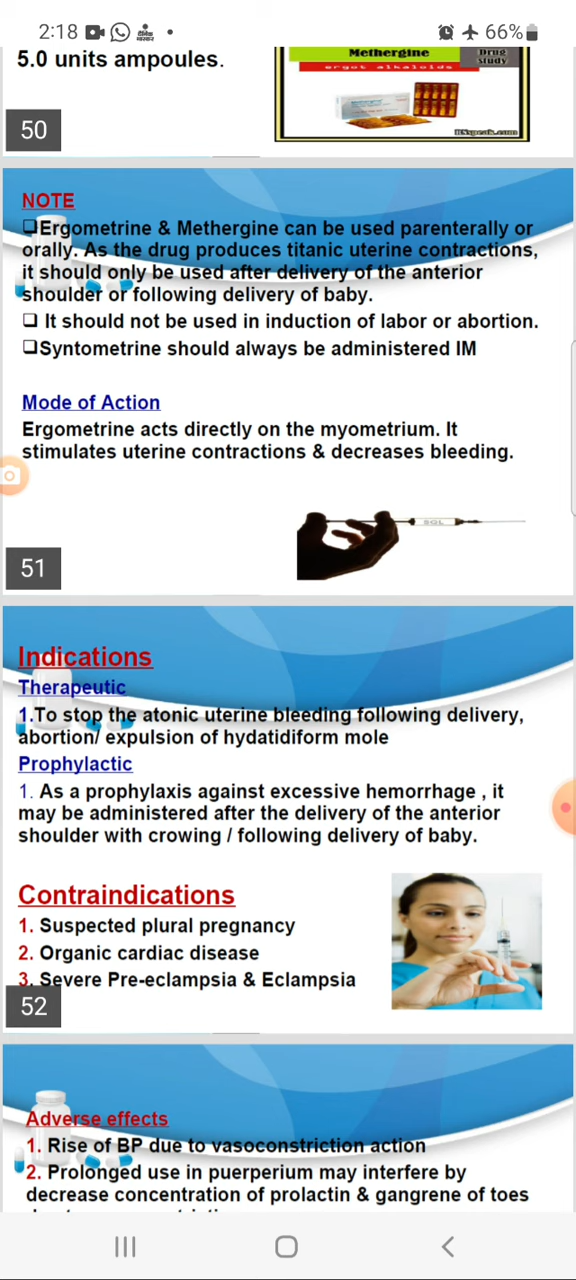 2:18
66%
5.0 units ampoules.
Methergine
Drug
study
ergot alkaloids
RNspeak.com
50
NOTE
❑Ergometrine & Methergine can be used parenterally or
orally. As the drug produces titanic uterine contractions,
it should only be used after delivery of the anterior
shoulder or following delivery of baby.
❑ It should not be used in induction of labor or abortion.
❑Syntometrine should always be administered IM
Mode of Action
Ergometrine acts directly on the myometrium. It
stimulates uterine contractions & decreases bleeding.
51
Indications
Therapeutic
1.To stop the atonic uterine bleeding following delivery,
abortion/ expulsion of hydatidiform mole
Prophylactic
1. As a prophylaxis against excessive hemorrhage , it
may be administered after the delivery of the anterior
shoulder with crowing / following delivery of baby.
Contraindications
1. Suspected plural pregnancy
2. Organic cardiac disease
3. Severe Pre-eclampsia & Eclampsia
52
Adverse effects
1. Rise of BP due to vasoconstriction action
2. Prolonged use in puerperium may interfere by
decrease concentration of prolactin & gangrene of toes